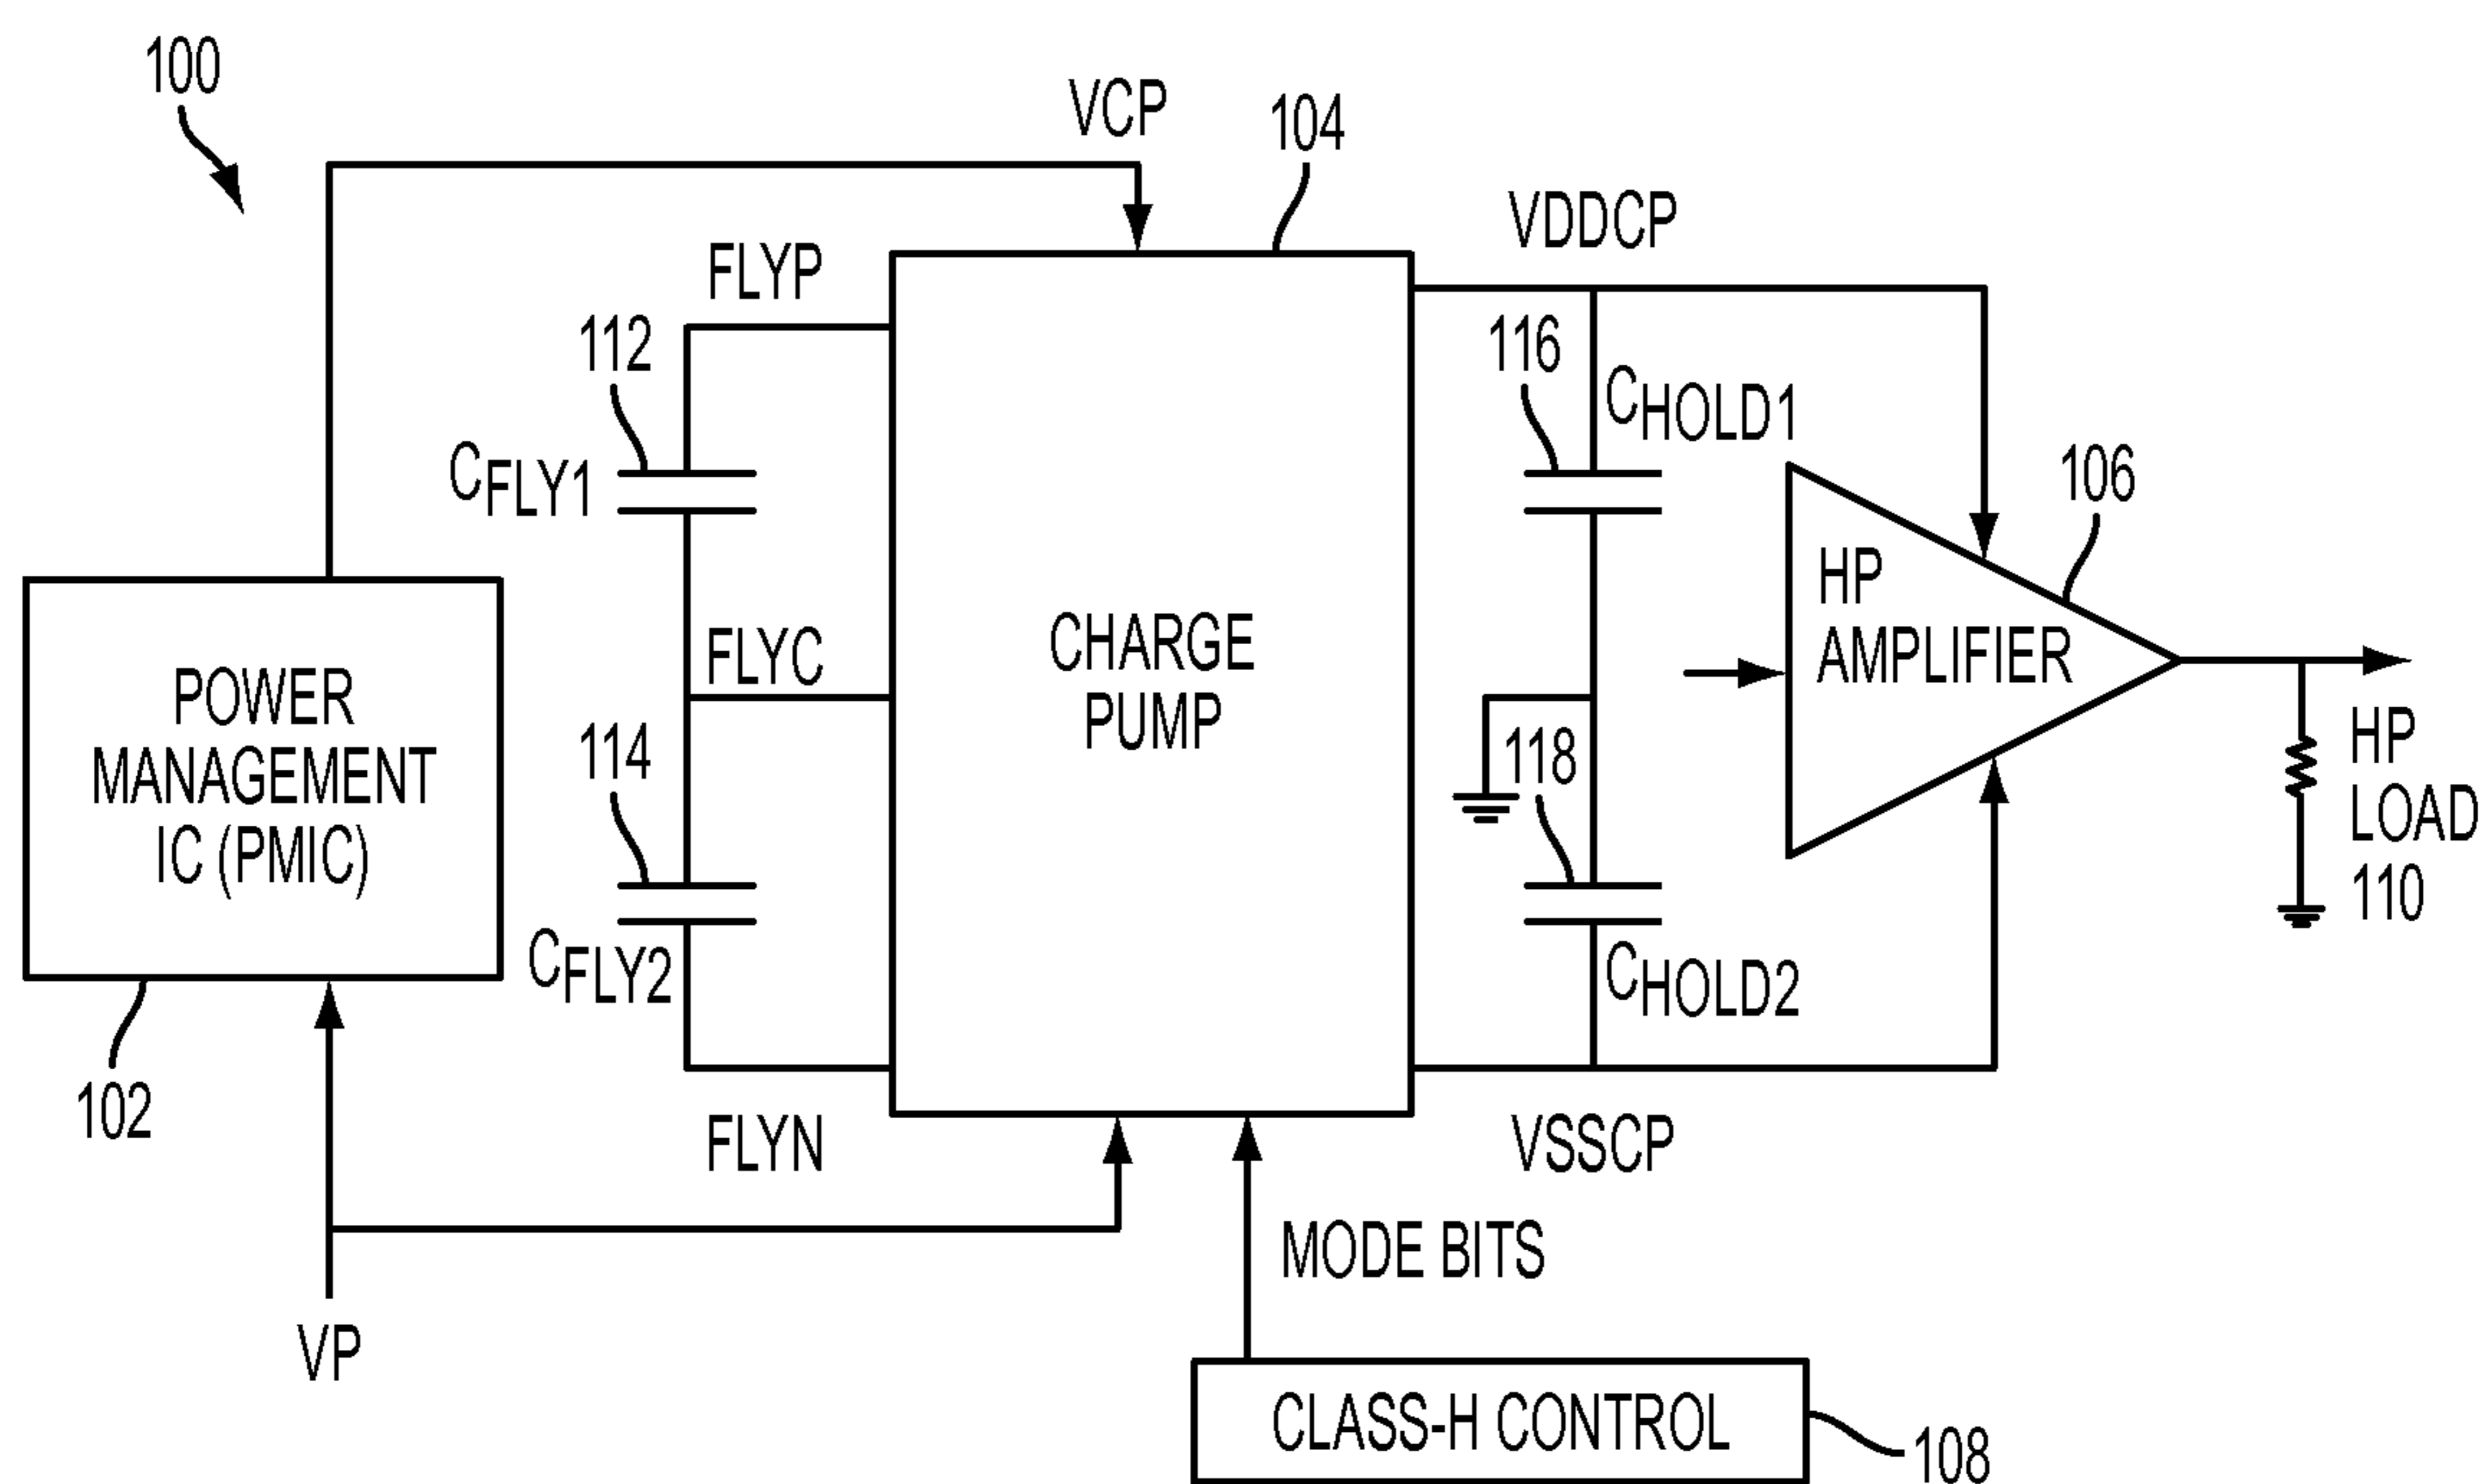 100
VCP
104
VDDCP
FLYP
112
116
CHOLD1
CFLY1
106
HP
AMPLIFIER
FLYC
CHARGE
PUMP
POWER
MANAGEMENT
IC (PMIC)
114
118
HP
LOAD
110
CFLY2
CHOLD2
102
FLYN
VSSCP
MODE BITS
VP
CLASS-H CONTROL
108